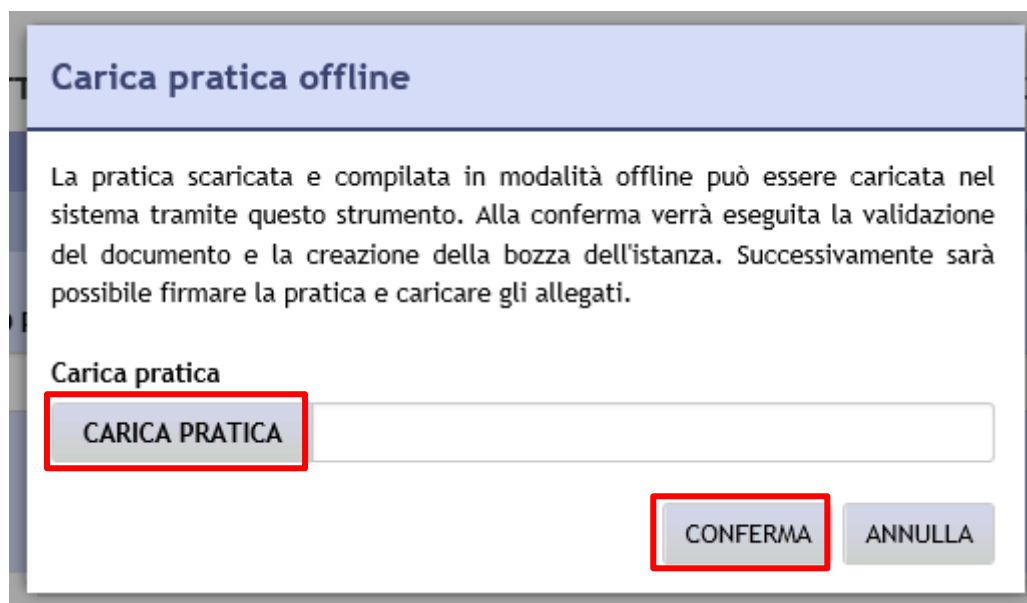 Carica pratica offline
La pratica scaricata e compilata in modalità offline può essere caricata nel
sistema tramite questo strumento. Alla conferma verrà eseguita la validazione
del documento e la creazione della bozza dell'istanza. Successivamente sarà
possibile firmare la pratica e caricare gli allegati.
Carica pratica
CARICA PRATICA
CONFERMA ANNULLA